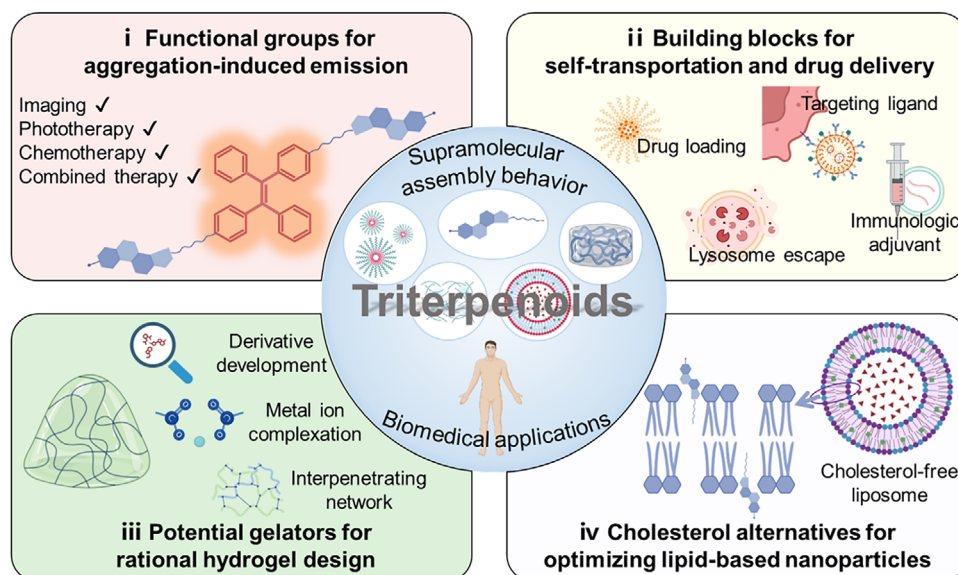 i Functional groups for
aggregation-induced emission
Imaging ✓
Phototherapy ✓
Chemotherapy ✓
Combined therapy ✓
ii Building blocks for
self-transportation and drug delivery
Drug loading
Targeting ligand
Lysosome escape
Immunologic
adjuvant
Supramolecular
assembly behavior
Triterpenoids
Biomedical applications
Derivative
development
Metal ion
complexation
Interpenetrating
network
iii Potential gelators for
rational hydrogel design
Cholesterol-free
liposome
iv Cholesterol alternatives for
optimizing lipid-based nanoparticles